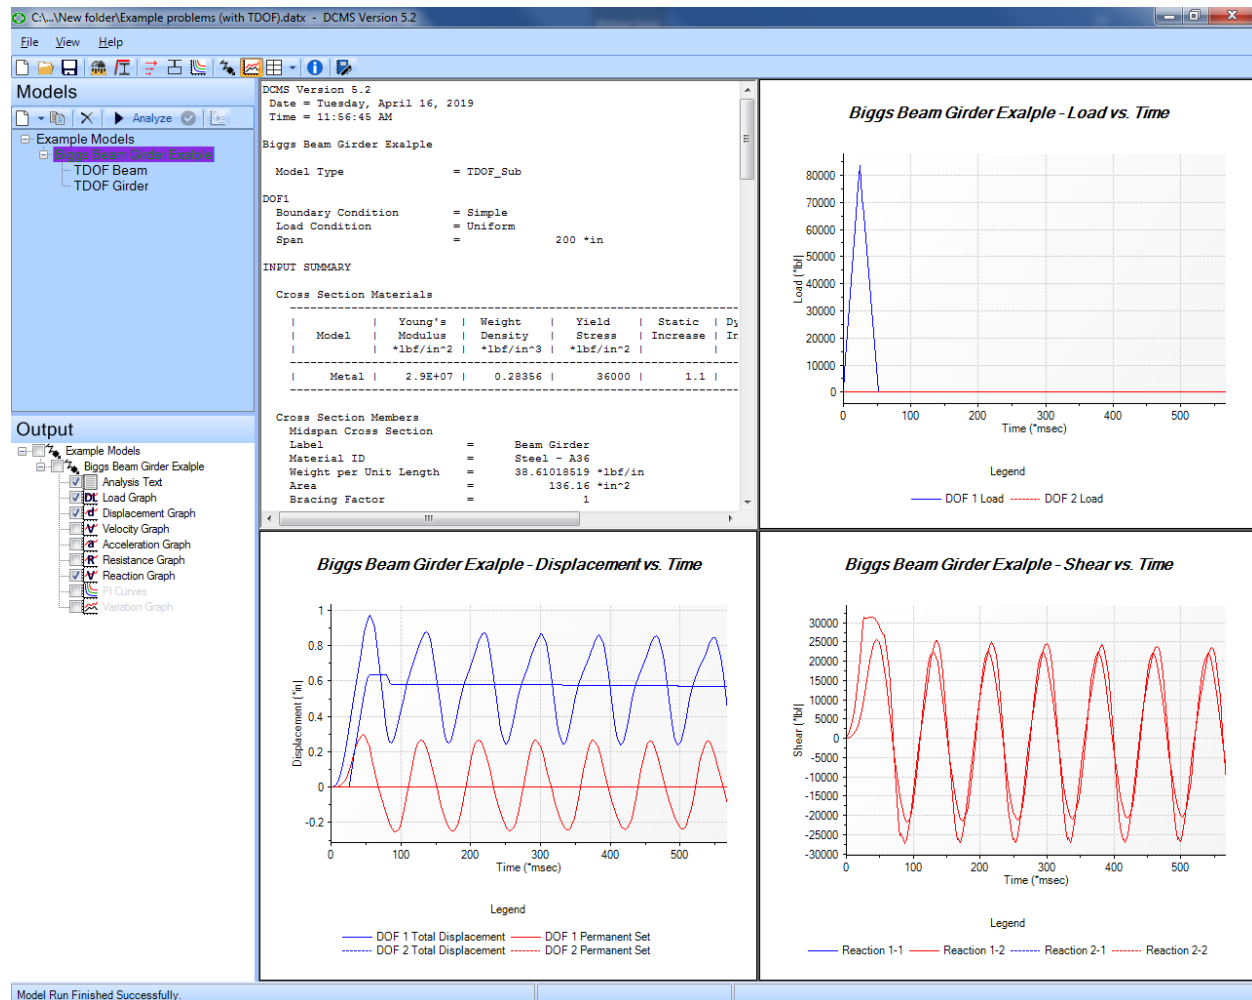 C:\...\New folder\Example problems (with TDOF).datx - DCMS Version 5.2
File View Help
Models
Analyze
Example Models
Biggs Beam Girder Exalple
TDOF Beam
TDOF Girder
Output
Example Models
Biggs Beam Girder Exalple
Analysis Text
DL Load Graph
d Displacement Graph
V Velocity Graph
a Acceleration Graph
R Resistance Graph
V Reaction Graph
PI Curves
Variation Graph
DCMS Version 5.2
Date = Tuesday, April 16, 2019
Time = 11:56:45 AM
Biggs Beam Girder Exalple
Model Type = TDOF_Sub
DOF1
Boundary Condition = Simple
Load Condition = Uniform
Span = 200 *in
INPUT SUMMARY
Cross Section Materials
| | Young's | Weight | Yield | Static | Dy
| Model | Modulus | Density | Stress | Increase | In
| | *lbf/in^2 | *lbf/in^3 | *lbf/in^2 | |
| Metal | 2.9E+07 | 0.28356 | 36000 | 1.1 |
Cross Section Members
Midspan Cross Section
Label = Beam Girder
Material ID = Steel - A36
Weight per Unit Length = 38.61018519 *lbf/in
Area = 136.16 *in^2
Bracing Factor = 1
Biggs Beam Girder Exalple - Load vs. Time
80000
70000
60000
50000
40000
30000
20000
10000
0
Load (*lbf)
0 100 200 300 400 500
Time (*msec)
Legend
DOF 1 Load DOF 2 Load
Biggs Beam Girder Exalple - Displacement vs. Time
1
0.8
0.6
0.4
0.2
0
-0.2
Displacement (*in)
0 100 200 300 400 500
Time (*msec)
Legend
DOF 1 Total Displacement DOF 1 Permanent Set
DOF 2 Total Displacement DOF 2 Permanent Set
Biggs Beam Girder Exalple - Shear vs. Time
30000
25000
20000
15000
10000
5000
0
-5000
-10000
-15000
-20000
-25000
-30000
Shear (*lbf)
0 100 200 300 400 500
Time (*msec)
Legend
Reaction 1-1 Reaction 1-2 Reaction 2-1 Reaction 2-2
Model Run Finished Successfully.